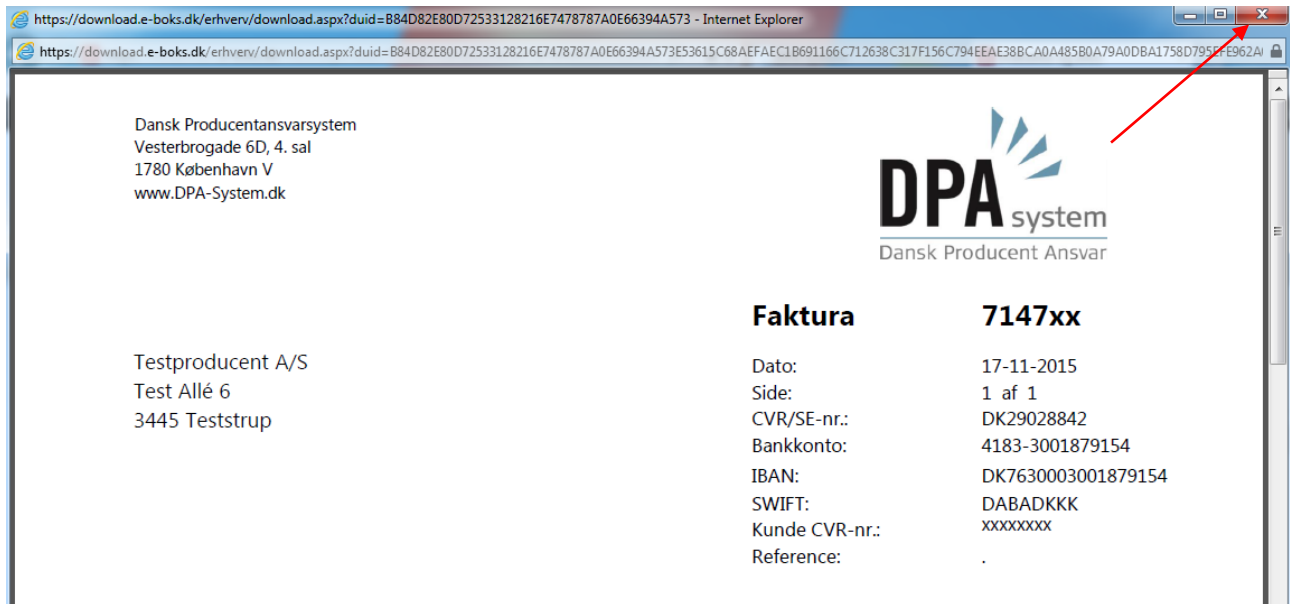 https://download.e-boks.dk/erhverv/download.aspx?duid=B84D82E80D72533128216E7478787A0E66394A573 - Internet Explorer
https://download.e-boks.dk/erhverv/download.aspx?duid=B84D82E80D72533128216E7478787A0E66394A573E53615C68AEFAEC1B691166C712638C317F156C794EEAE38BCA0A485B0A79A0DBA1758D795EFE962A
Dansk Producentansvarsystem
Vesterbrogade 6D, 4. sal
1780 København V
www.DPA-System.dk
DPA system
Dansk Producent Ansvar
Faktura 7147xx
Testproducent A/S
Test Allé 6
3445 Teststrup
Dato: 17-11-2015
Side: 1 af 1
CVR/SE-nr.: DK29028842
Bankkonto: 4183-3001879154
IBAN: DK7630003001879154
SWIFT: DABADKKK
Kunde CVR-nr.: xxxxxxxx
Reference: .